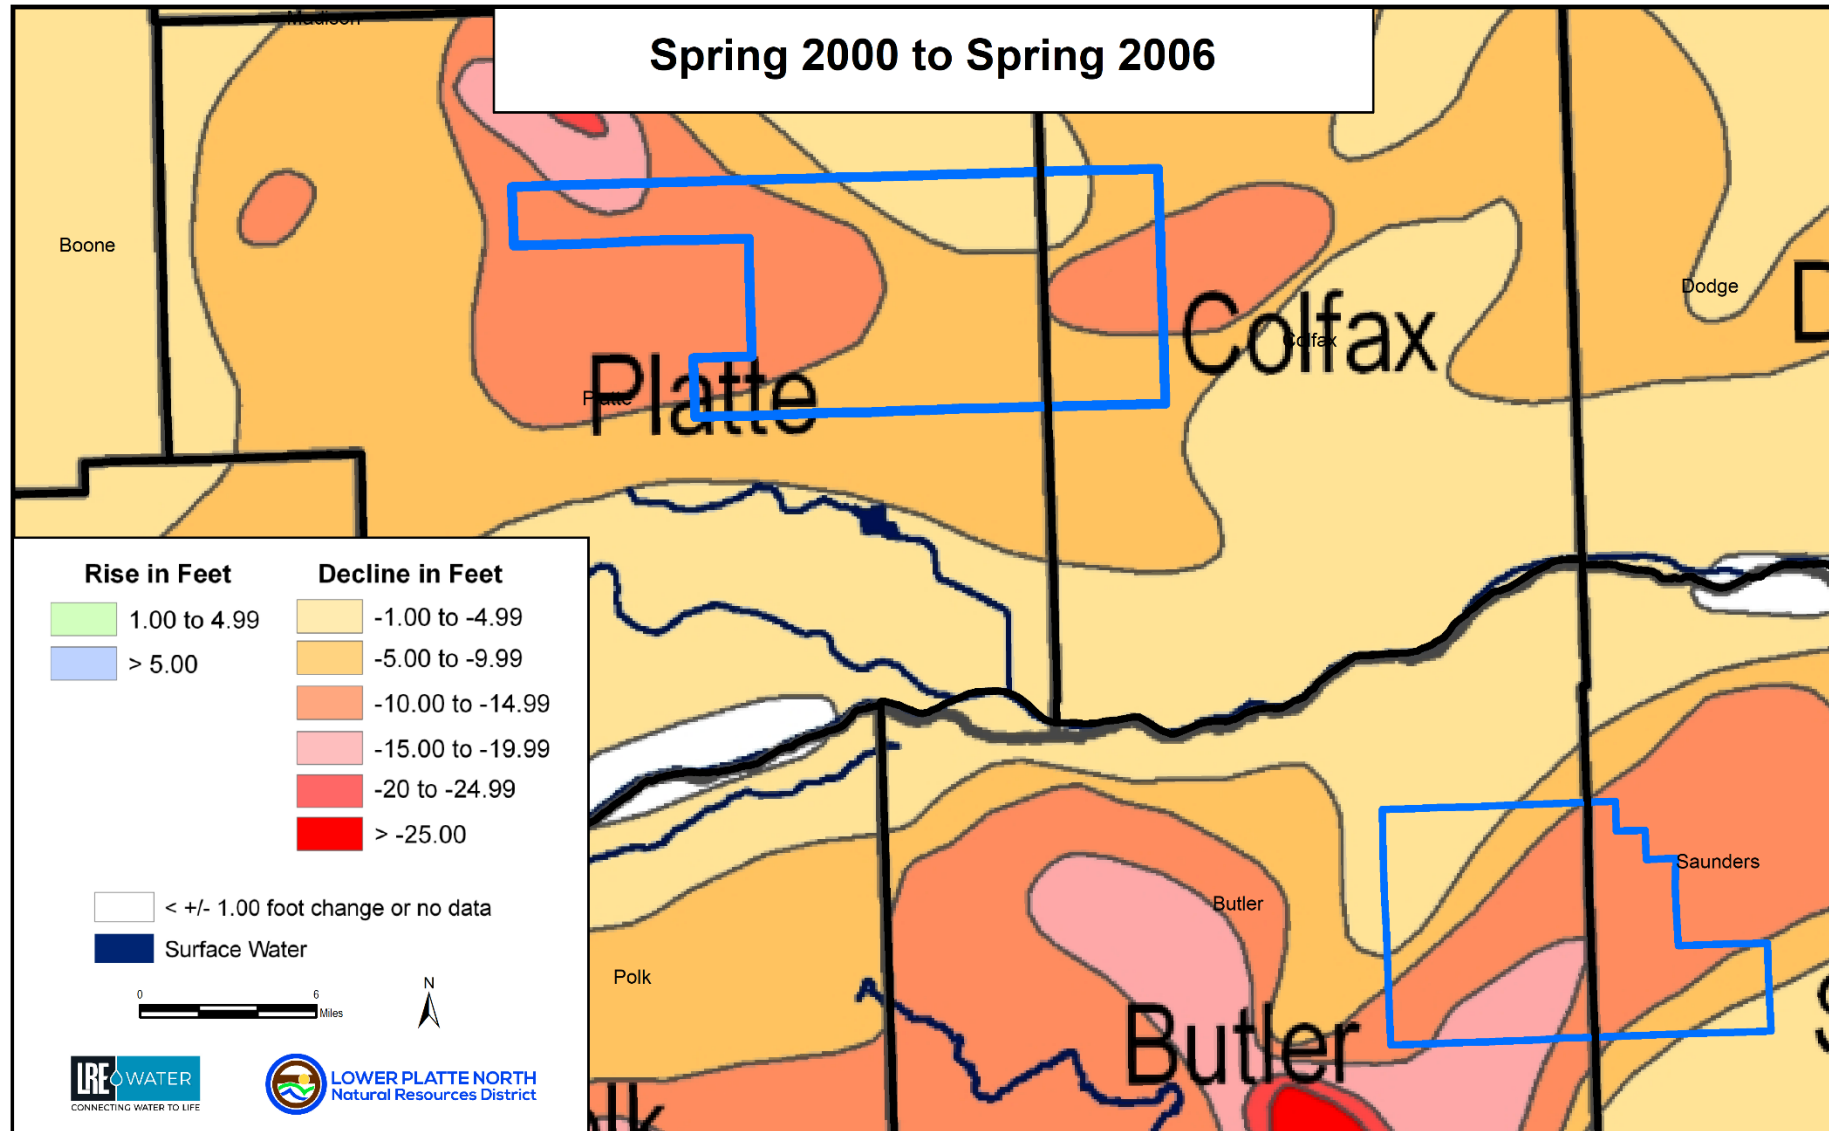 Madison
Spring 2000 to Spring 2006
Boone
Dodge
D
Colfax
Colfax
Platte
Platte
Rise in Feet
Decline in Feet
1.00 to 4.99
> 5.00
-1.00 to -4.99
-5.00 to -9.99
-10.00 to -14.99
-15.00 to -19.99
-20 to -24.99
> -25.00
< +/- 1.00 foot change or no data
Surface Water
0 6
Miles
N
LRE WATER
CONNECTING WATER TO LIFE
LOWER PLATTE NORTH
Natural Resources District
Saunders
Butler
Polk
S
Butler
olk